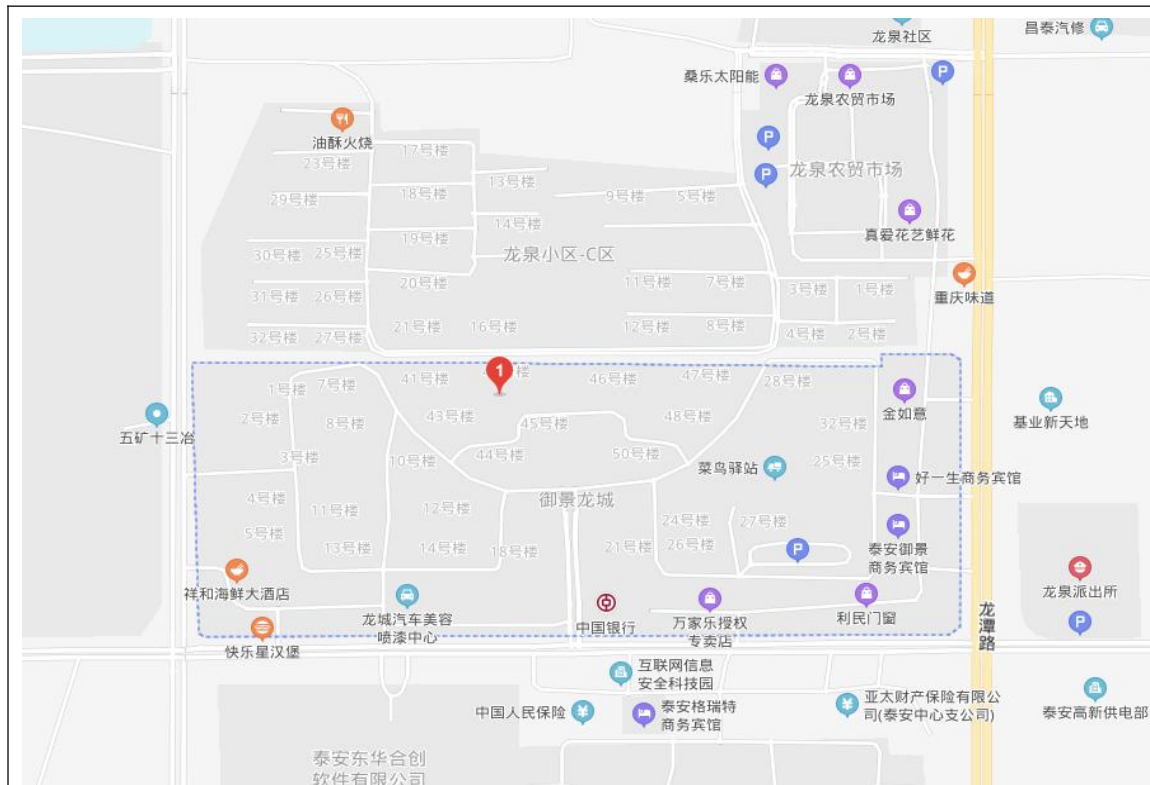 龙泉社区
昌泰汽修
桑乐太阳能
龙泉农贸市场
油酥火烧
17号楼
23号楼
13号楼
龙泉农贸市场
18号楼
29号楼
9号楼
5号楼
14号楼
真爱花艺鲜花
19号楼
30号楼
25号楼
龙泉小区-C区
20号楼
11号楼
7号楼
3号楼
1号楼
重庆味道
31号楼
26号楼
21号楼
16号楼
12号楼
8号楼
4号楼
2号楼
32号楼
27号楼
1
41号楼
46号楼
47号楼
28号楼
1号楼
7号楼
金如意
2号楼
8号楼
43号楼
45号楼
48号楼
32号楼
基业新天地
五矿十三冶
3号楼
10号楼
44号楼
50号楼
菜鸟驿站
25号楼
好一生商务宾馆
4号楼
11号楼
12号楼
御景龙城
24号楼
27号楼
5号楼
13号楼
14号楼
18号楼
21号楼
26号楼
泰安御景
商务宾馆
祥和海鲜大酒店
龙泉派出所
龙城汽车美容
喷漆中心
中国银行
万家乐授权
专卖店
利民门窗
龙潭路
快乐星汉堡
互联网信息
安全科技园
中国人民保险
泰安格瑞特
商务宾馆
亚太财产保险有限公
司(泰安中心支公司)
泰安高新供电部
泰安东华合创
软件有限公司
P
P
P
P
P